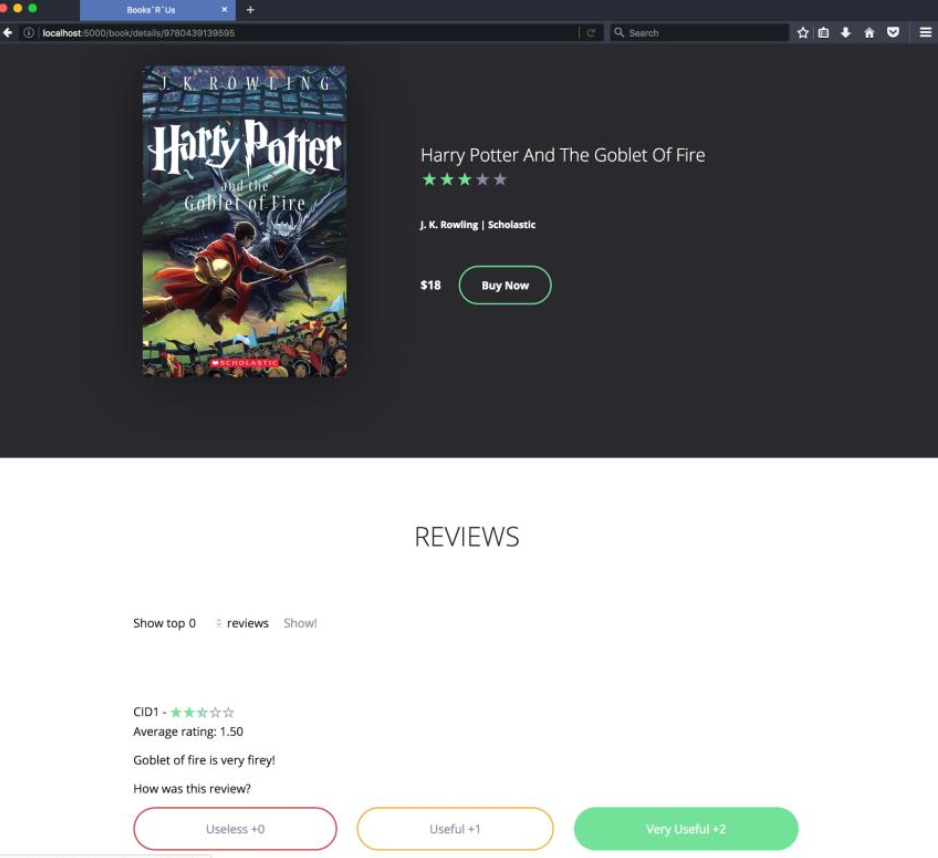 Books`R`Us
localhost:5000/book/details/9780439139595
Search
J. K. ROWLING
Harry Potter
and the
Goblet of Fire
SCHOLASTIC
Harry Potter And The Goblet Of Fire
J. K. Rowling | Scholastic
$18 Buy Now
REVIEWS
Show top 0 reviews Show!
CID1 -
Average rating: 1.50
Goblet of fire is very firey!
How was this review?
Useless +0 Useful +1 Very Useful +2